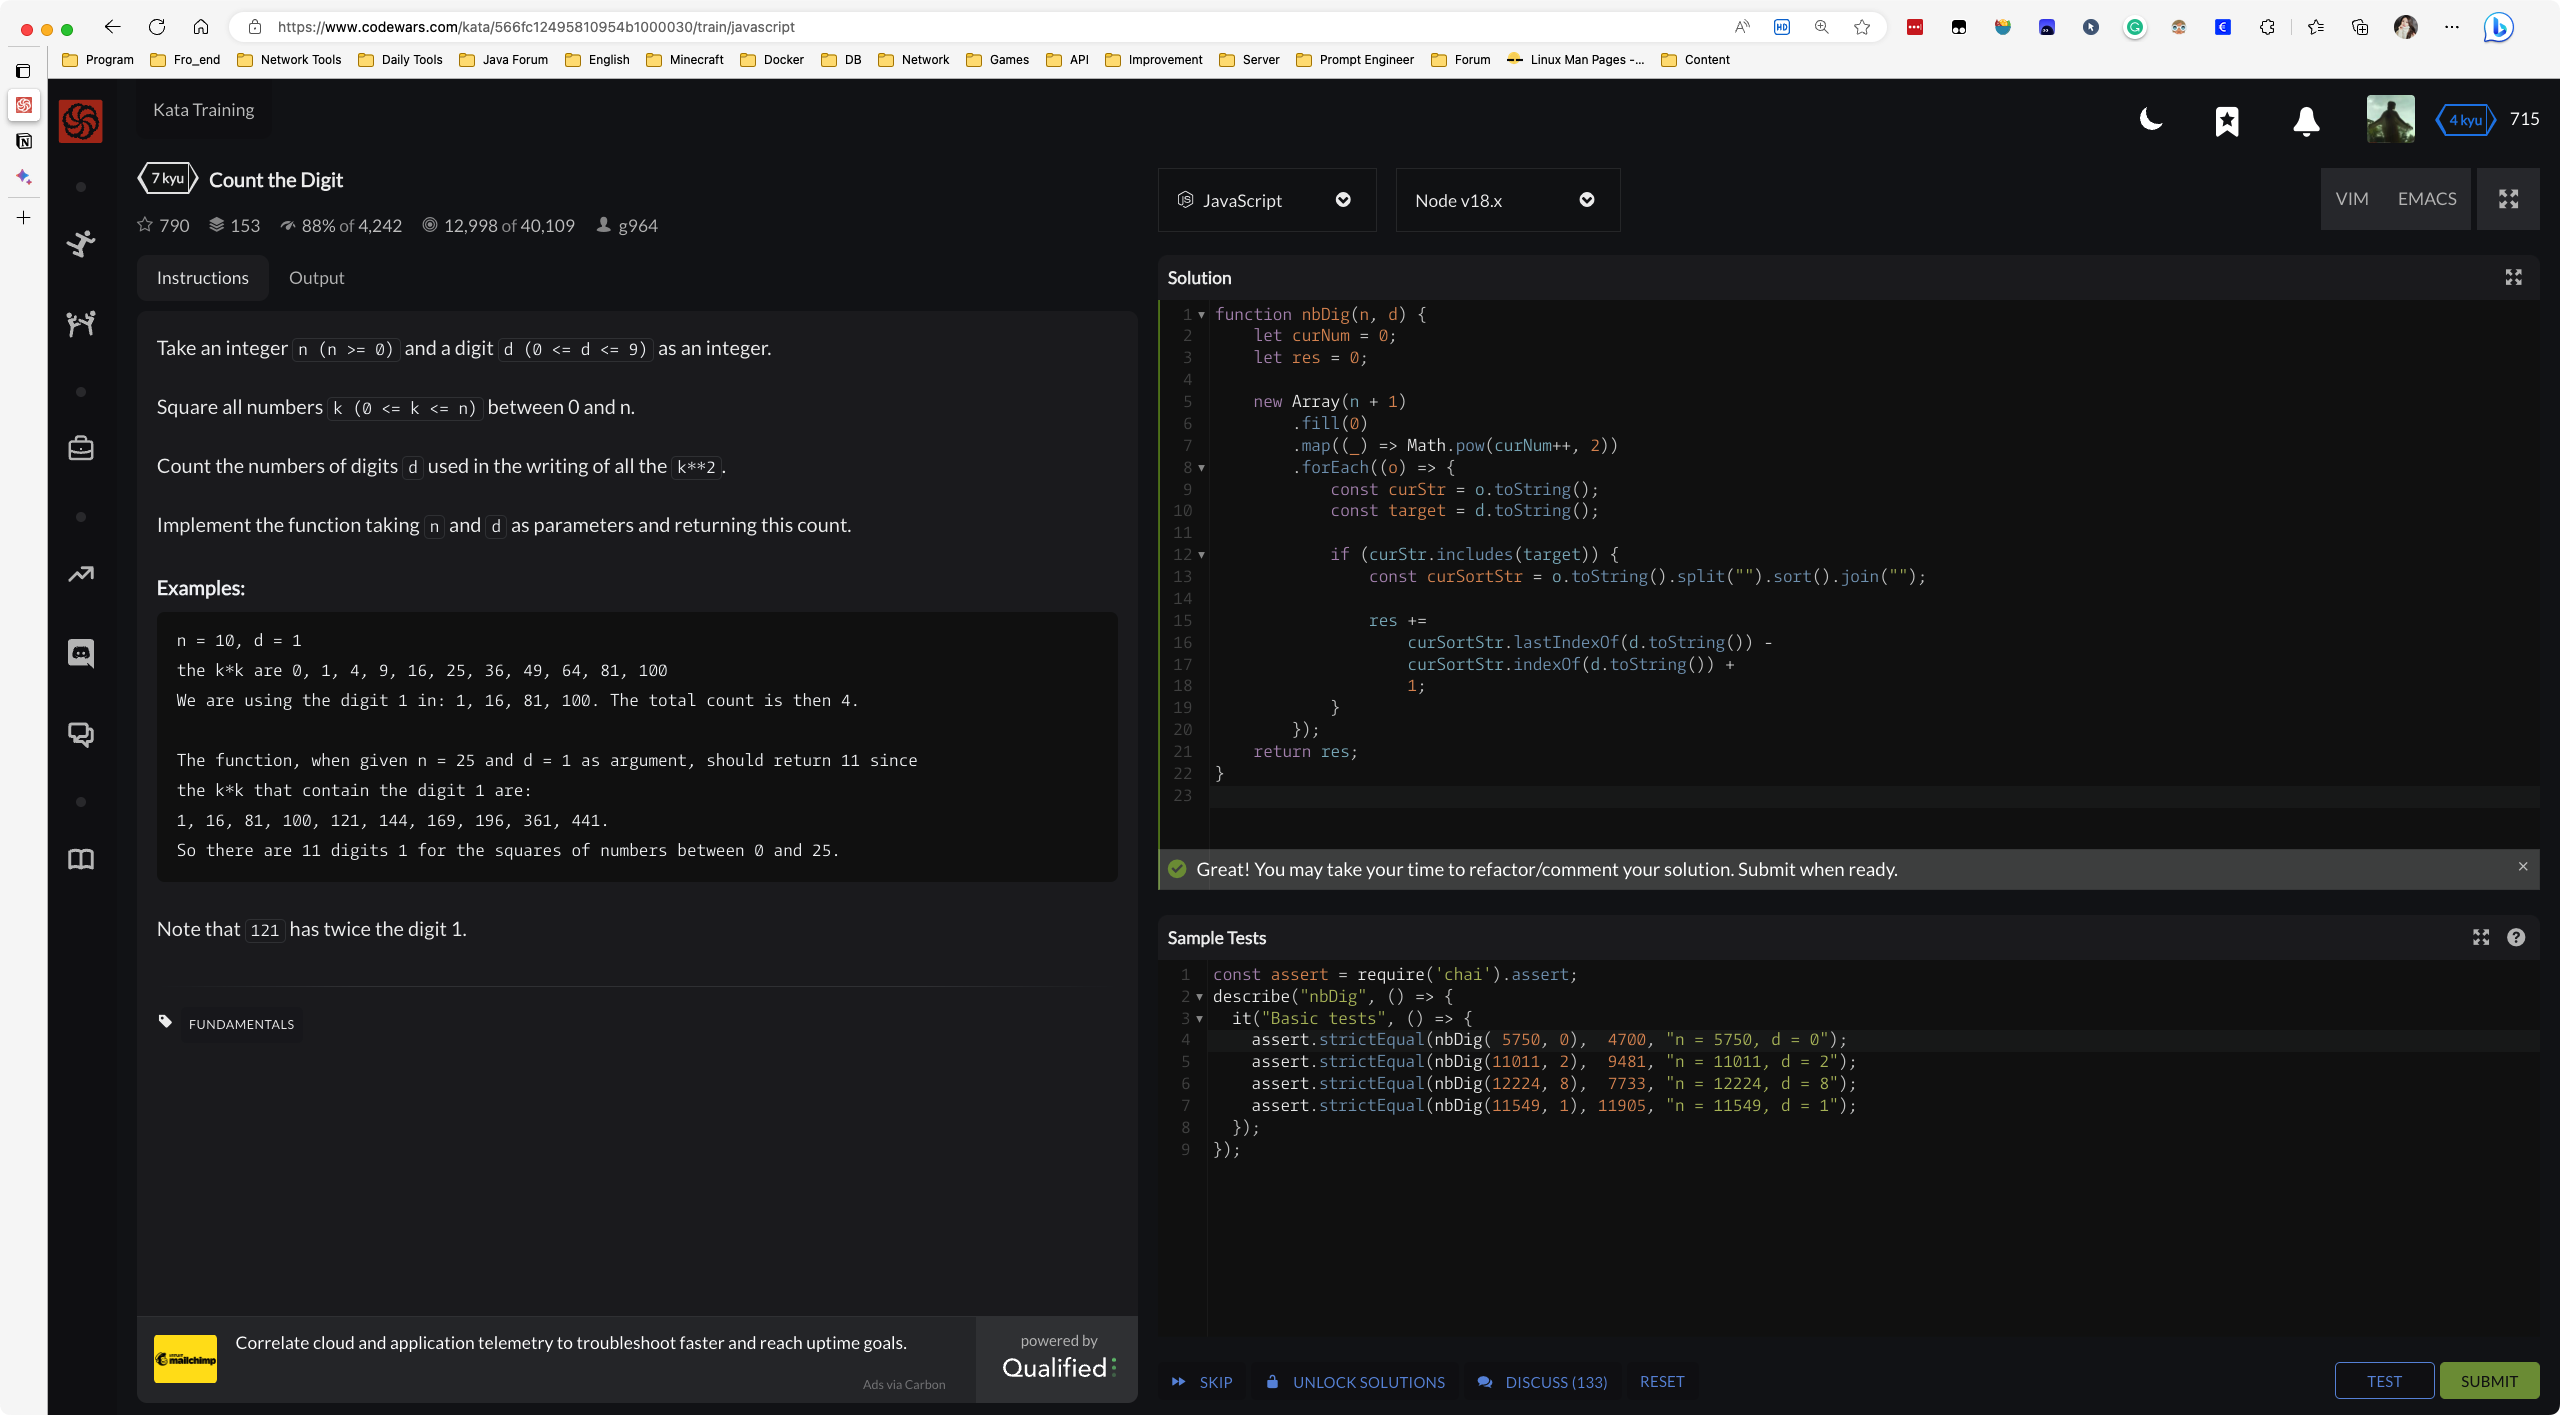 https://www.codewars.com/kata/566fc12495810954b1000030/train/javascript
Program Fro_end Network Tools Daily Tools Java Forum English Minecraft Docker DB Network Games API Improvement Server Prompt Engineer Forum Linux Man Pages -... Content
Kata Training
4 kyu 715
7 kyu Count the Digit
790 153 88% of 4,242 12,998 of 40,109 g964
JavaScript Node v18.x VIM EMACS
Instructions Output
Take an integer n (n >= 0) and a digit d (0 <= d <= 9) as an integer.
Square all numbers k (0 <= k <= n) between 0 and n.
Count the numbers of digits d used in the writing of all the k**2.
Implement the function taking n and d as parameters and returning this count.
Examples:
n = 10, d = 1
the k*k are 0, 1, 4, 9, 16, 25, 36, 49, 64, 81, 100
We are using the digit 1 in: 1, 16, 81, 100. The total count is then 4.
The function, when given n = 25 and d = 1 as argument, should return 11 since
the k*k that contain the digit 1 are:
1, 16, 81, 100, 121, 144, 169, 196, 361, 441.
So there are 11 digits 1 for the squares of numbers between 0 and 25.
Note that 121 has twice the digit 1.
FUNDAMENTALS
mailchimp
Correlate cloud and application telemetry to troubleshoot faster and reach uptime goals.
Ads via Carbon
powered by
Qualified
Solution
1 function nbDig(n, d) {
2     let curNum = 0;
3     let res = 0;
4
5     new Array(n + 1)
6         .fill(0)
7         .map((_) => Math.pow(curNum++, 2))
8         .forEach((o) => {
9             const curStr = o.toString();
10             const target = d.toString();
11
12             if (curStr.includes(target)) {
13                 const curSortStr = o.toString().split("").sort().join("");
14
15                 res +=
16                     curSortStr.lastIndexOf(d.toString()) -
17                     curSortStr.indexOf(d.toString()) +
18                     1;
19             }
20         });
21     return res;
22 }
23
Great! You may take your time to refactor/comment your solution. Submit when ready.
Sample Tests
1 const assert = require('chai').assert;
2 describe("nbDig", () => {
3   it("Basic tests", () => {
4     assert.strictEqual(nbDig( 5750, 0),  4700, "n = 5750, d = 0");
5     assert.strictEqual(nbDig(11011, 2),  9481, "n = 11011, d = 2");
6     assert.strictEqual(nbDig(12224, 8),  7733, "n = 12224, d = 8");
7     assert.strictEqual(nbDig(11549, 1), 11905, "n = 11549, d = 1");
8   });
9 });
SKIP UNLOCK SOLUTIONS DISCUSS (133) RESET TEST SUBMIT